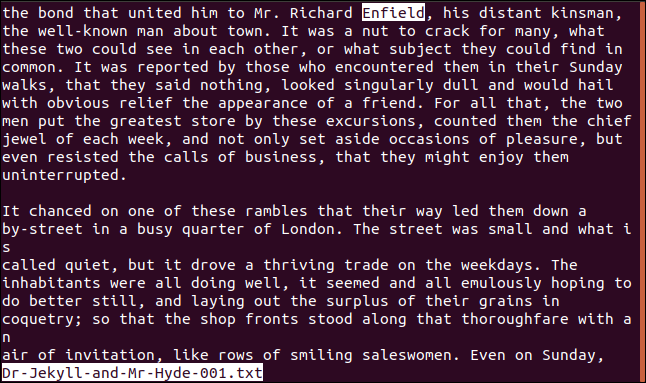 the bond that united him to Mr. Richard Enfield, his distant kinsman,
the well-known man about town. It was a nut to crack for many, what
these two could see in each other, or what subject they could find in
common. It was reported by those who encountered them in their Sunday
walks, that they said nothing, looked singularly dull and would hail
with obvious relief the appearance of a friend. For all that, the two
men put the greatest store by these excursions, counted them the chief
jewel of each week, and not only set aside occasions of pleasure, but
even resisted the calls of business, that they might enjoy them
uninterrupted.

It chanced on one of these rambles that their way led them down a
by-street in a busy quarter of London. The street was small and what i
s
called quiet, but it drove a thriving trade on the weekdays. The
inhabitants were all doing well, it seemed and all emulously hoping to
do better still, and laying out the surplus of their grains in
coquetry; so that the shop fronts stood along that thoroughfare with a
n
air of invitation, like rows of smiling saleswomen. Even on Sunday,
Dr-Jekyll-and-Mr-Hyde-001.txt